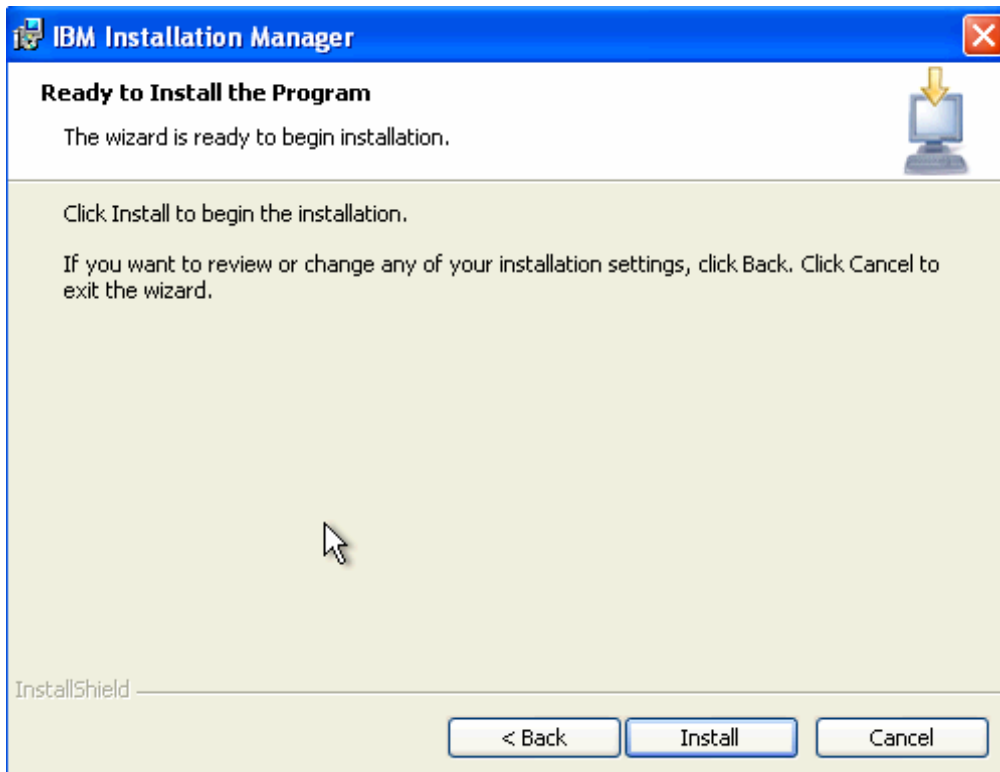 IBM Installation Manager
Ready to Install the Program
The wizard is ready to begin installation.
Click Install to begin the installation.
If you want to review or change any of your installation settings, click Back. Click Cancel to
exit the wizard.
InstallShield
< Back Install Cancel